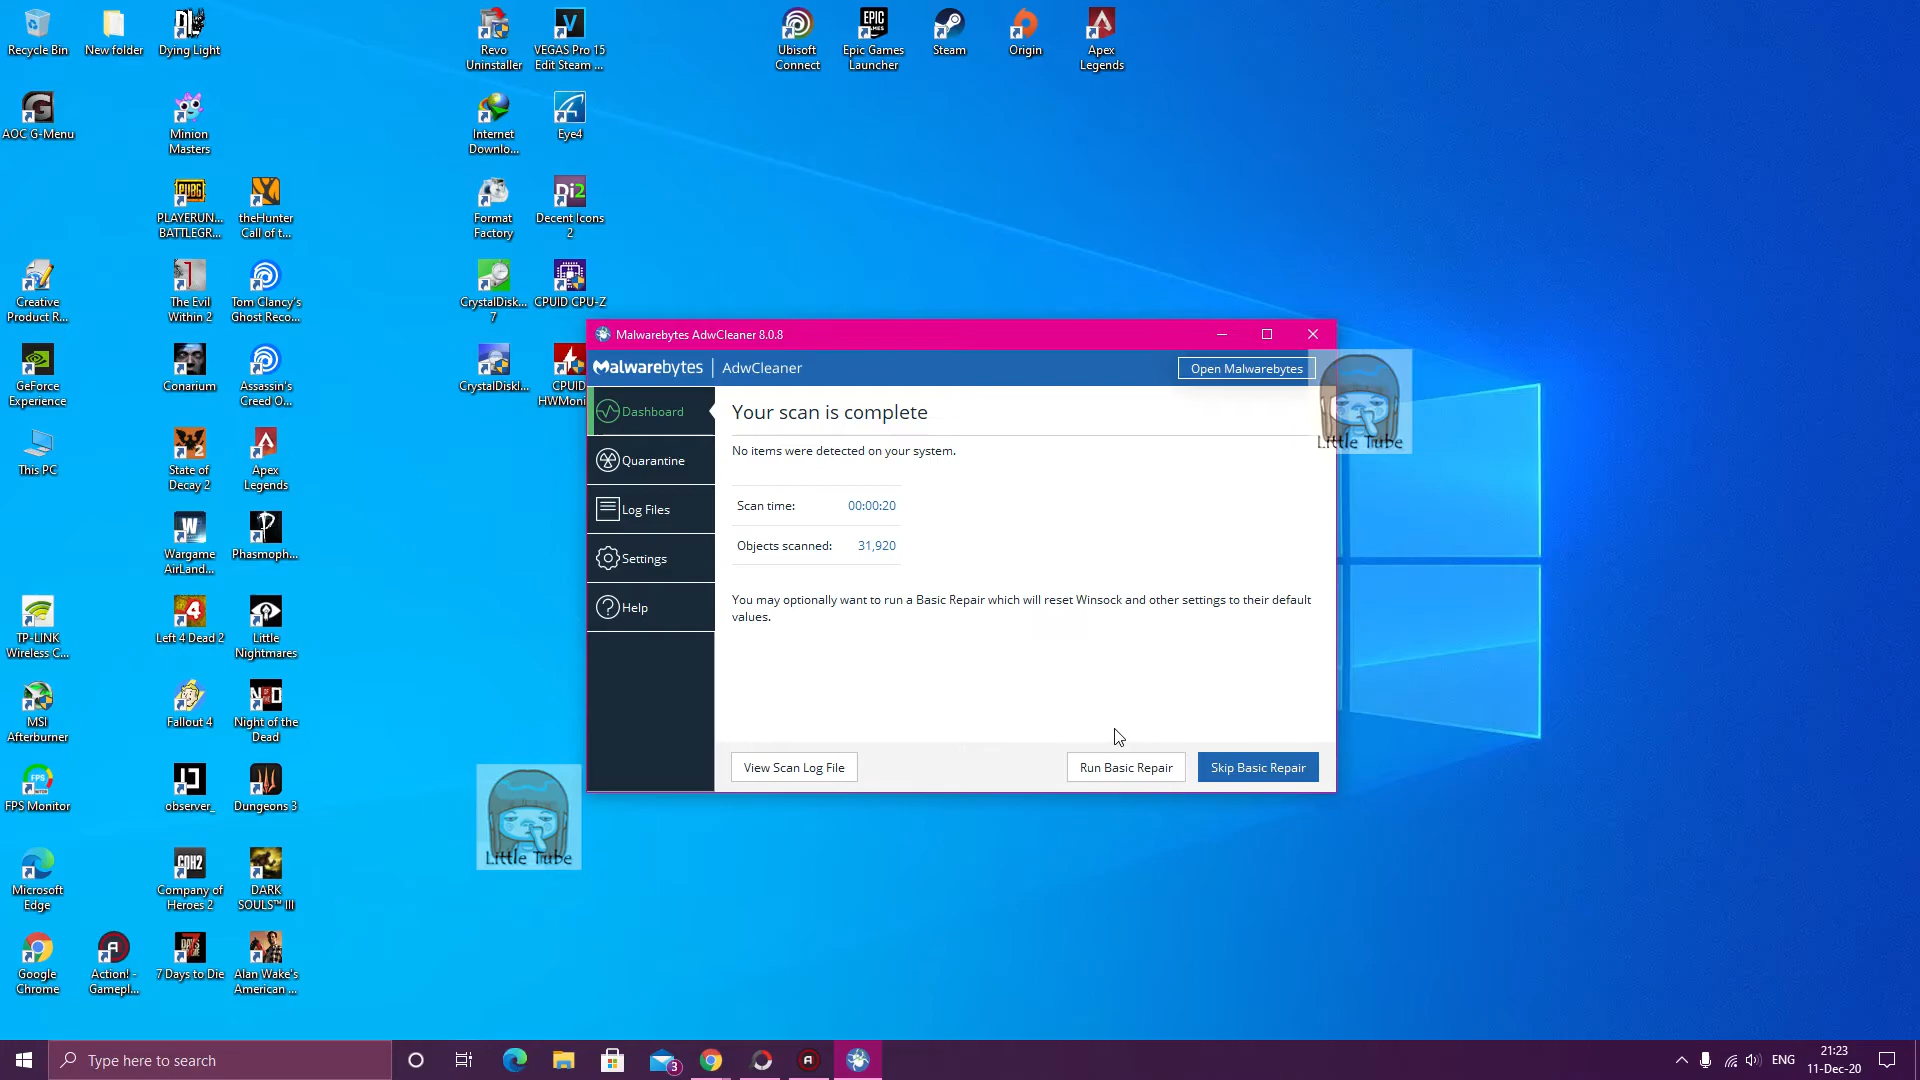 Recycle Bin
New folder
Dying Light
Revo
Uninstaller
VEGAS Pro 15
Edit Steam ...
Ubisoft
Connect
Epic Games
Launcher
Steam
Origin
Apex
Legends
AOC G-Menu
Minion
Masters
Internet
Downlo...
Eye4
PLAYERUN...
BATTLEGR...
theHunter
Call of t...
Format
Factory
Decent Icons
2
Creative
Product R...
The Evil
Within 2
Tom Clancy's
Ghost Reco...
CrystalDisk...
7
CPUID CPU-Z
GeForce
Experience
Conarium
Assassin's
Creed O...
CrystalDiskI...
CPUID
HWMoni
This PC
State of
Decay 2
Apex
Legends
Wargame
AirLand...
Phasmoph...
TP-LINK
Wireless C...
Left 4 Dead 2
Little
Nightmares
MSI
Afterburner
Fallout 4
Night of the
Dead
FPS Monitor
observer_
Dungeons 3
Microsoft
Edge
Company of
Heroes 2
DARK
SOULS™ III
Google
Chrome
Action! -
Gamepl...
7 Days to Die
Alan Wake's
American ...
Malwarebytes AdwCleaner 8.0.8
Malwarebytes | AdwCleaner
Open Malwarebytes
Dashboard
Quarantine
Log Files
Settings
Help
Your scan is complete
No items were detected on your system.
Scan time: 00:00:20
Objects scanned: 31,920
You may optionally want to run a Basic Repair which will reset Winsock and other settings to their default
values.
View Scan Log File
Run Basic Repair
Skip Basic Repair
Little Tube
Little Tube
Type here to search
3
ENG
21:23
11-Dec-20